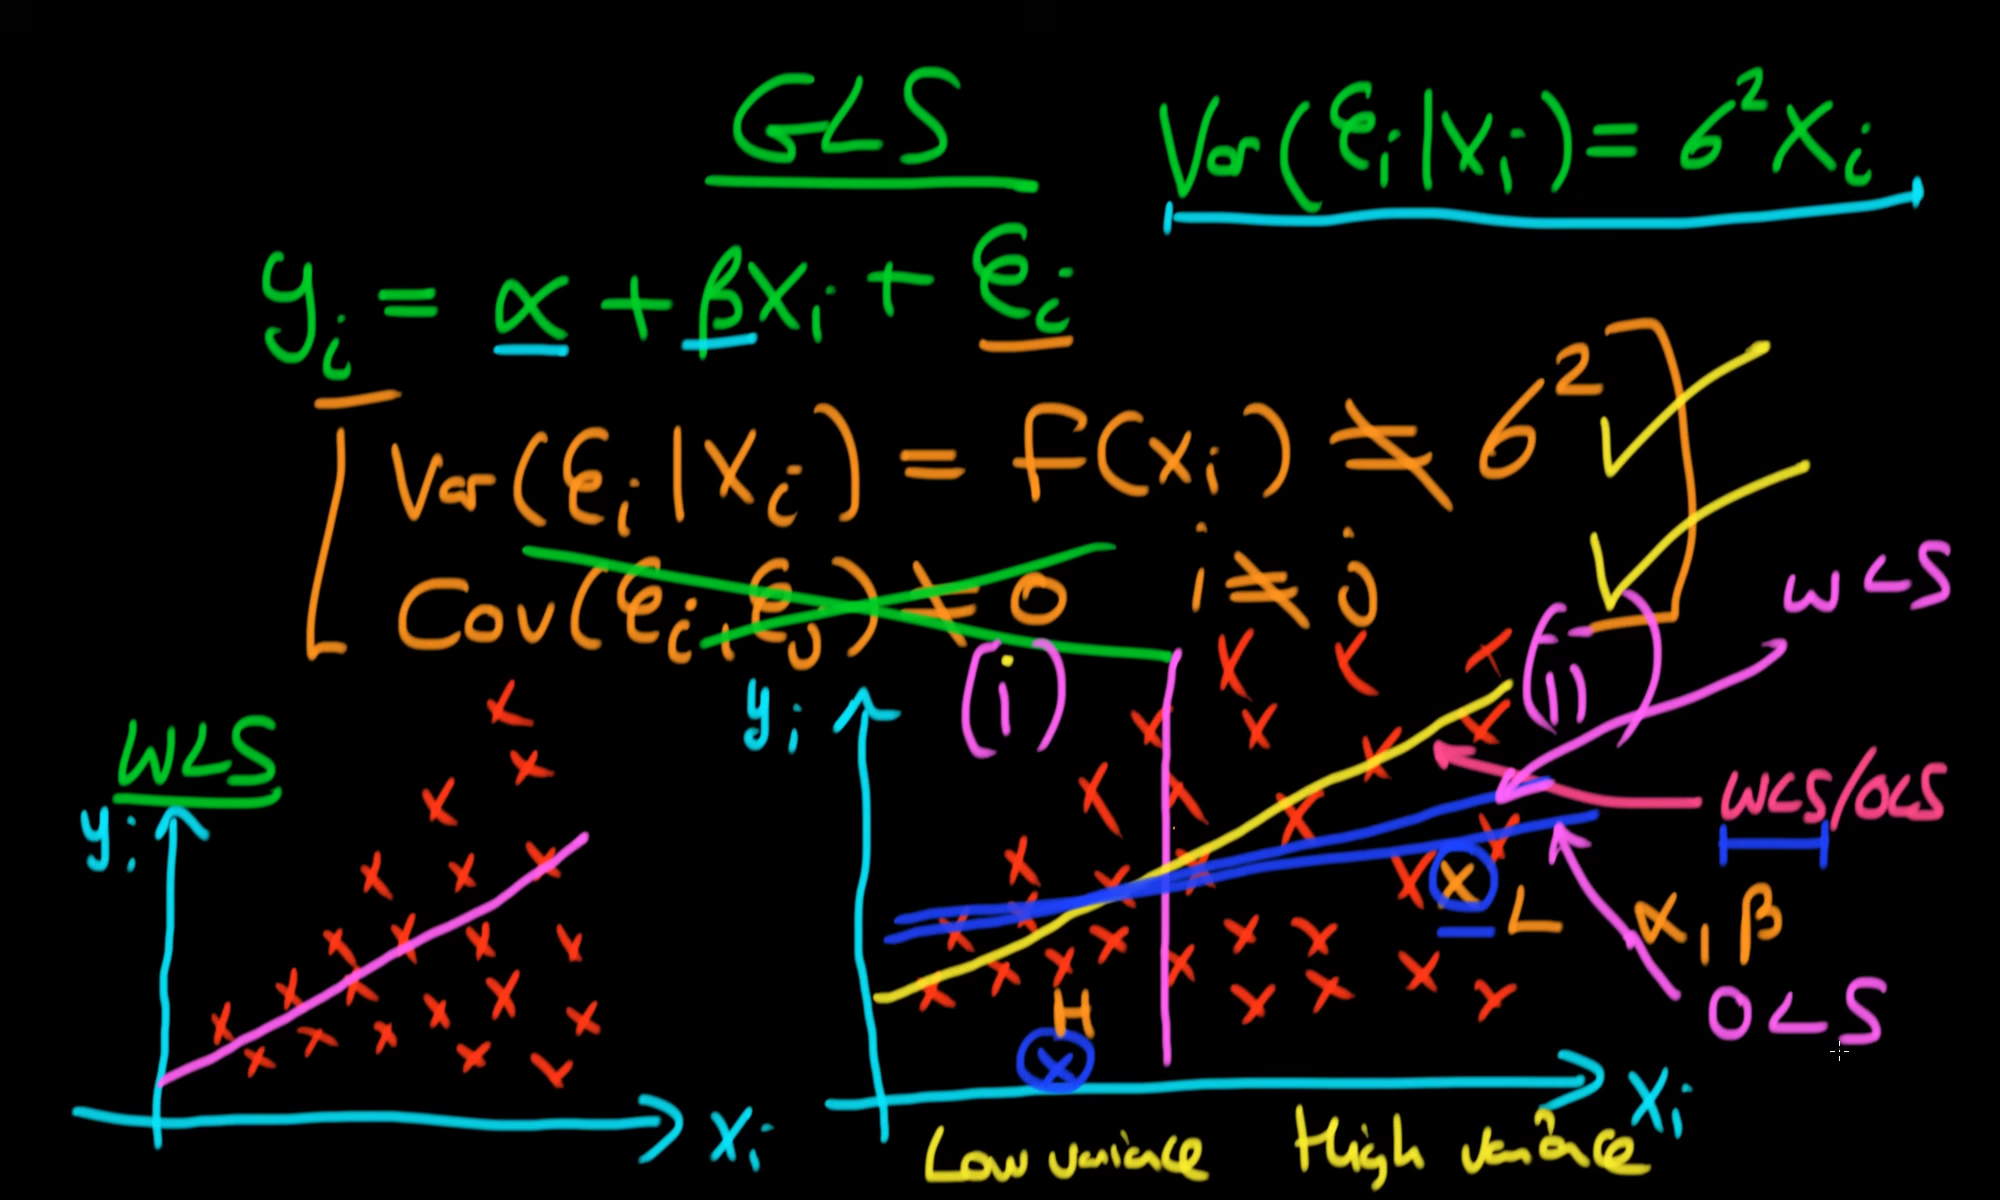 GLS
Var(εᵢ|xᵢ) = σ²xᵢ
yᵢ = α + βxᵢ + εᵢ
Var(εᵢ|xᵢ) = f(xᵢ) ≠ σ²
Cov(εᵢ, εⱼ) ≠ 0 i ≠ j
WLS
(i)
(ii)
WLS
yᵢ
yᵢ
WLS/OLS
L
α, β
H
OLS
xᵢ
xᵢ
Low variance
High variance